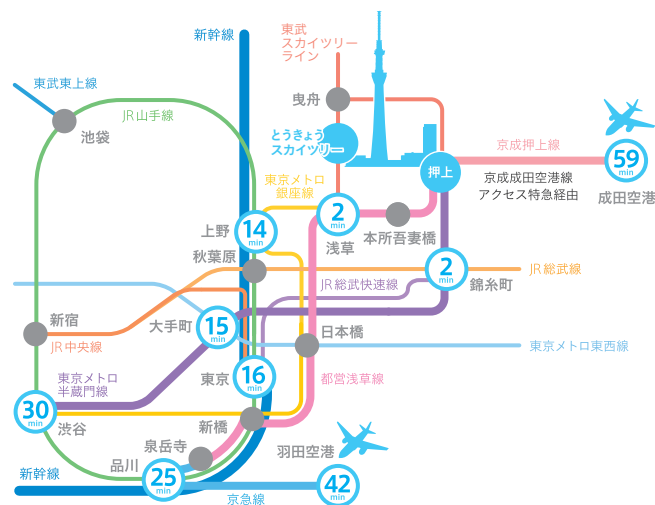 新幹線
東武
スカイツリー
ライン
東武東上線
JR山手線
池袋
曳舟
とうきょう
スカイツリー
押上
京成押上線
59
min
京成成田空港線
アクセス特急経由
成田空港
東京メトロ
銀座線
上野
14
min
2
min
浅草
本所吾妻橋
秋葉原
JR総武快速線
2
min
錦糸町
JR総武線
新宿
JR中央線
大手町
15
min
日本橋
東京メトロ東西線
東京
16
min
都営浅草線
東京メトロ
半蔵門線
30
min
渋谷
新橋
泉岳寺
品川
25
min
羽田空港
42
min
新幹線
京急線